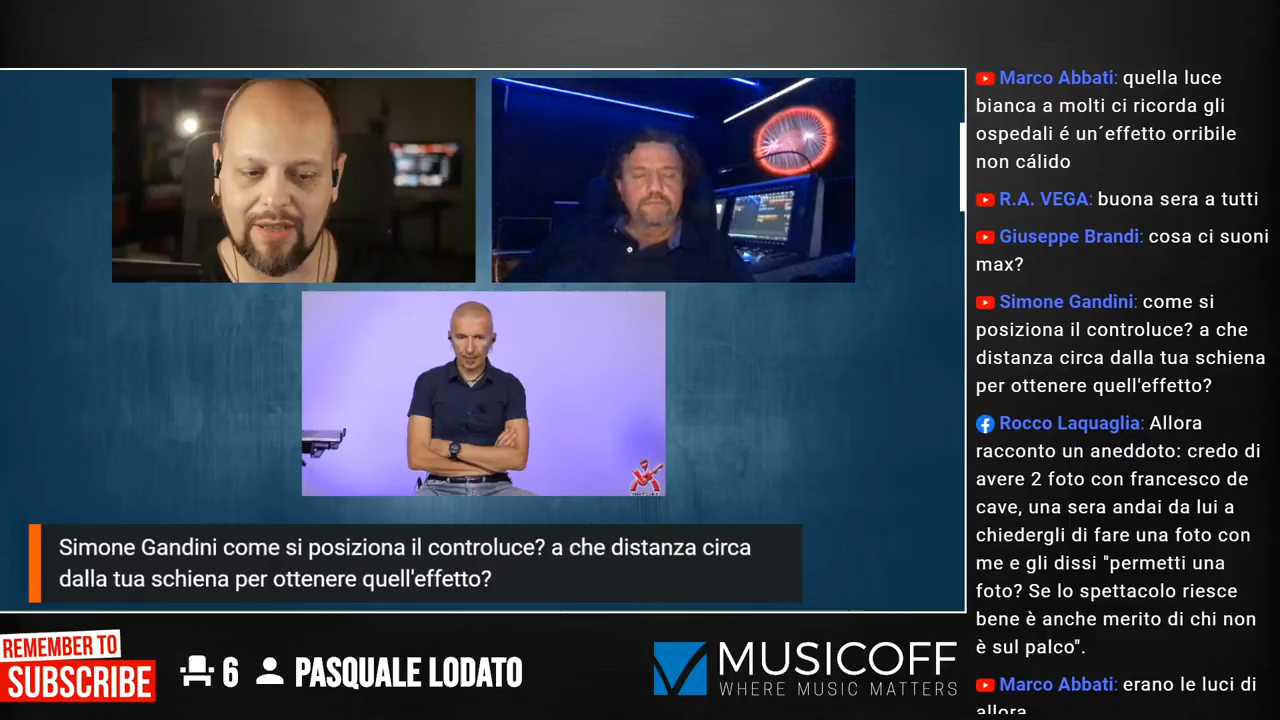 Marco Abbati: quella luce
bianca a molti ci ricorda gli
ospedali é un´effetto orribile
non cálido
R.A. VEGA: buona sera a tutti
Giuseppe Brandi: cosa ci suoni
max?
Simone Gandini: come si
posiziona il controluce? a che
distanza circa dalla tua schiena
per ottenere quell'effetto?
Rocco Laquaglia: Allora
racconto un aneddoto: credo di
avere 2 foto con francesco de
cave, una sera andai da lui a
chiedergli di fare una foto con
me e gli dissi "permetti una
foto? Se lo spettacolo riesce
bene è anche merito di chi non
è sul palco".
Marco Abbati: erano le luci di
allora
Simone Gandini come si posiziona il controluce? a che distanza circa
dalla tua schiena per ottenere quell'effetto?
REMEMBER TO
SUBSCRIBE
6 PASQUALE LODATO
MUSICOFF
WHERE MUSIC MATTERS